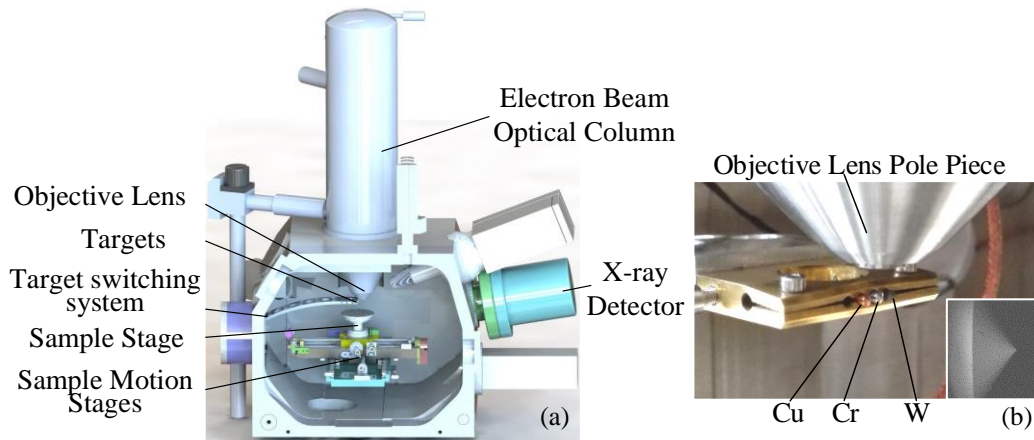 Electron Beam
Optical Column
Objective Lens
Targets
Target switching
system
Sample Stage
Sample Motion
Stages
X-ray
Detector
(a)
Objective Lens Pole Piece
Cu
Cr
W
(b)